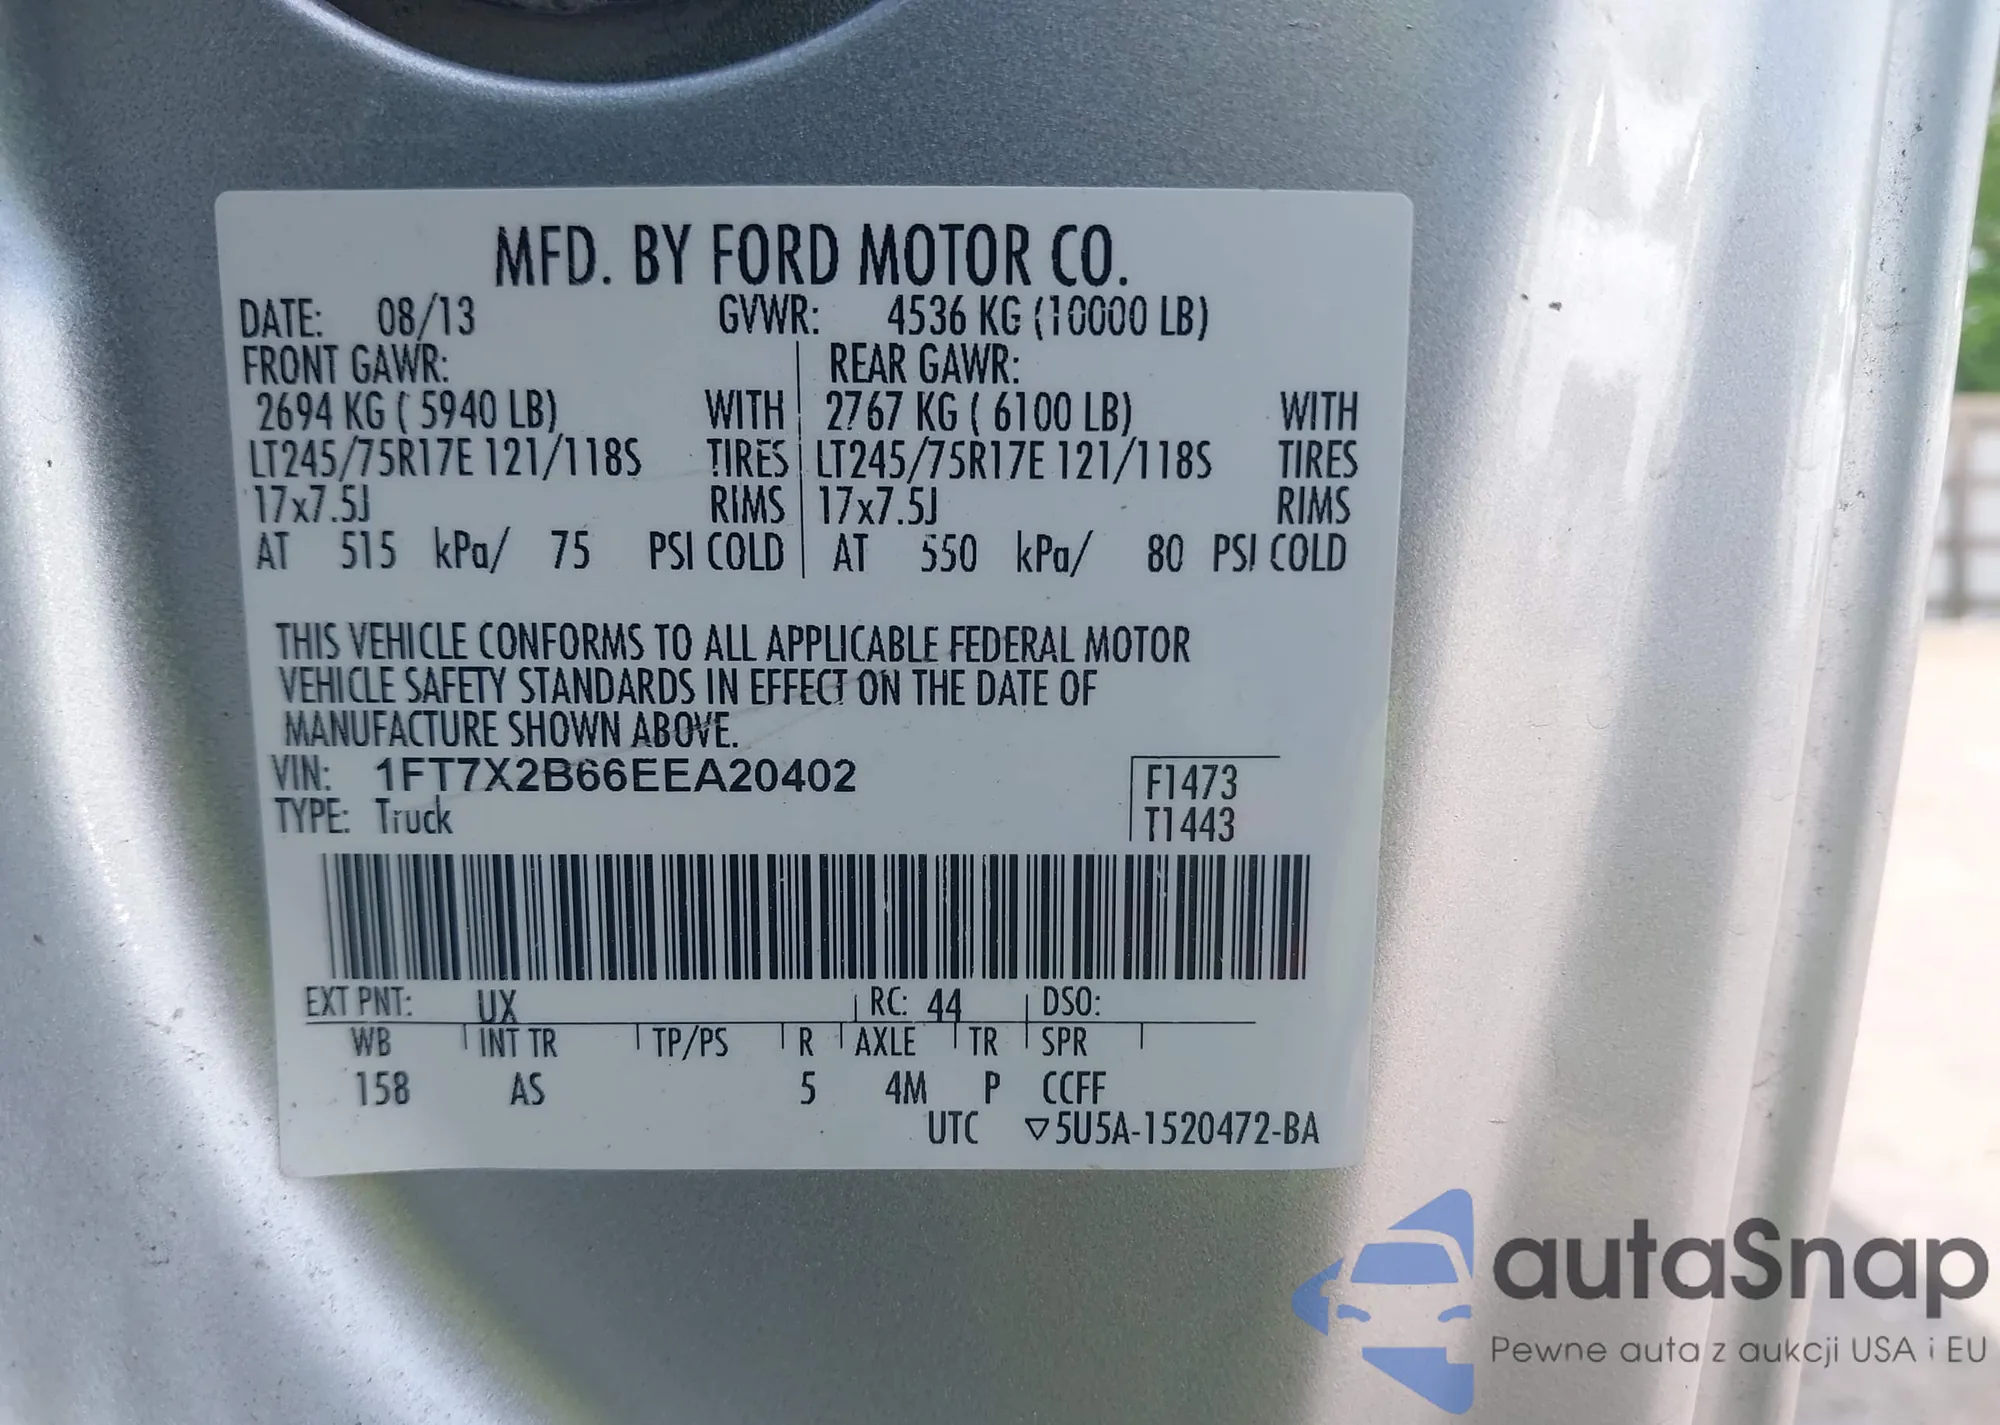 MFD. BY FORD MOTOR CO.
DATE: 08/13 GVWR: 4536 KG (10000 LB)
FRONT GAWR: REAR GAWR:
2694 KG ( 5940 LB) WITH 2767 KG ( 6100 LB) WITH
LT245/75R17E 121/118S TIRES LT245/75R17E 121/118S TIRES
17x7.5J RIMS 17x7.5J RIMS
AT 515 kPa/ 75 PSI COLD AT 550 kPa/ 80 PSI COLD
THIS VEHICLE CONFORMS TO ALL APPLICABLE FEDERAL MOTOR
VEHICLE SAFETY STANDARDS IN EFFECT ON THE DATE OF
MANUFACTURE SHOWN ABOVE.
VIN: 1FT7X2B66EEA20402 F1473
TYPE: Truck T1443
EXT PNT: UX RC: 44 DSO:
WB INT TR TP/PS R AXLE TR SPR
158 AS 5 4M P CCFF
UTC ▽5U5A-1520472-BA
autaSnap
Pewne auta z aukcji USA i EU